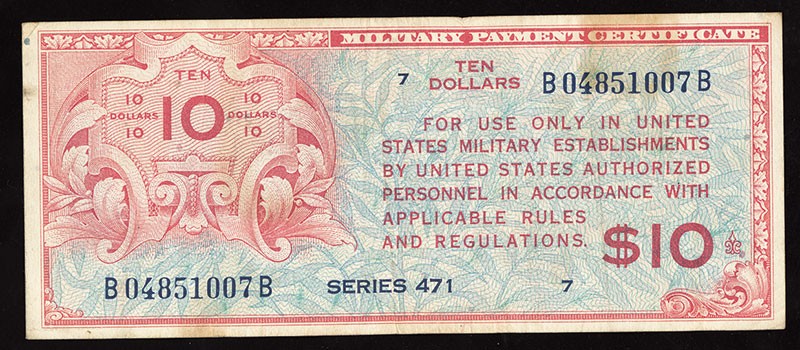 MILITARY PAYMENT CERTIFICATE
TEN
10 10
DOLLARS 10 DOLLARS
10 10
7 TEN DOLLARS B04851007B
FOR USE ONLY IN UNITED
STATES MILITARY ESTABLISHMENTS
BY UNITED STATES AUTHORIZED
PERSONNEL IN ACCORDANCE WITH
APPLICABLE RULES
AND REGULATIONS. $10
B04851007B SERIES 471 7